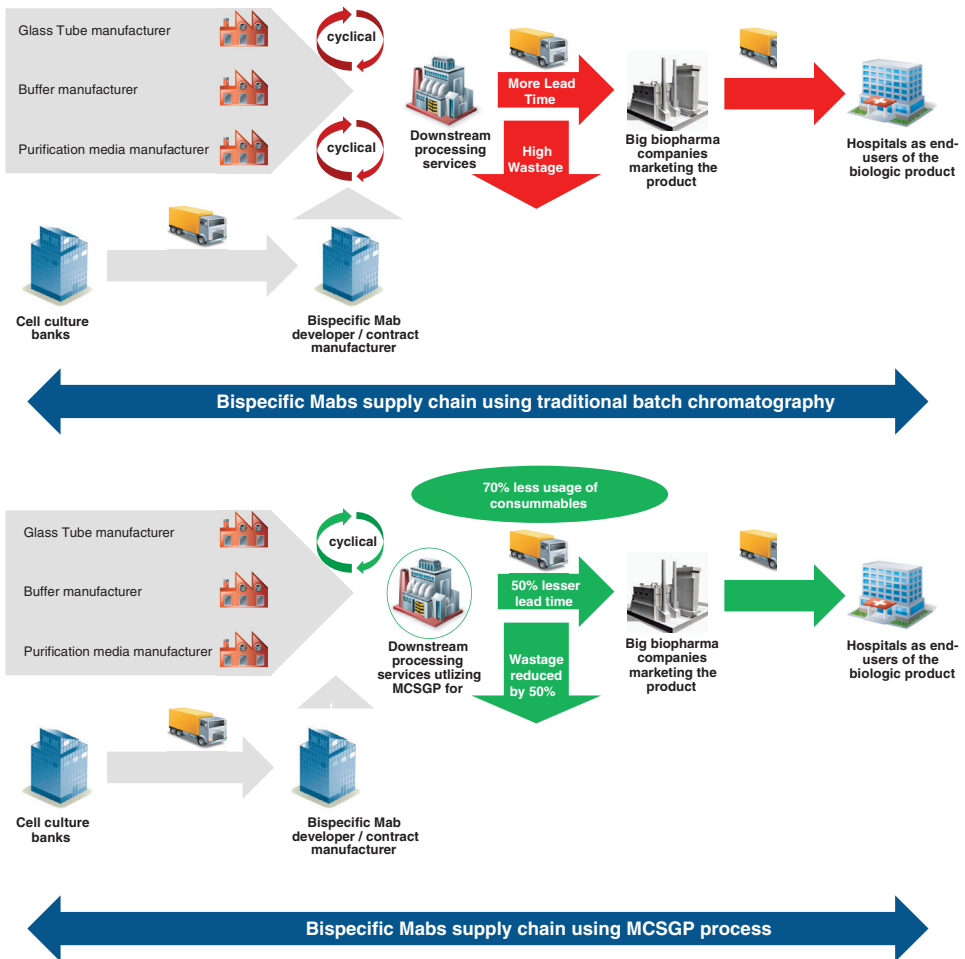 Glass Tube manufacturer
Buffer manufacturer
Purification media manufacturer
cyclical
cyclical
Downstream
processing
services
More Lead
Time
High
Wastage
Big biopharma
companies
marketing the
product
Hospitals as end-
users of the
biologic product
Cell culture
banks
Bispecific Mab
developer / contract
manufacturer
Bispecific Mabs supply chain using traditional batch chromatography
70% less usage of
consummables
Glass Tube manufacturer
Buffer manufacturer
Purification media manufacturer
cyclical
Downstream
processing
services utlizing
MCSGP for
50% lesser
lead time
Wastage
reduced
by 50%
Big biopharma
companies
marketing the
product
Hospitals as end-
users of the
biologic product
Cell culture
banks
Bispecific Mab
developer / contract
manufacturer
Bispecific Mabs supply chain using MCSGP process